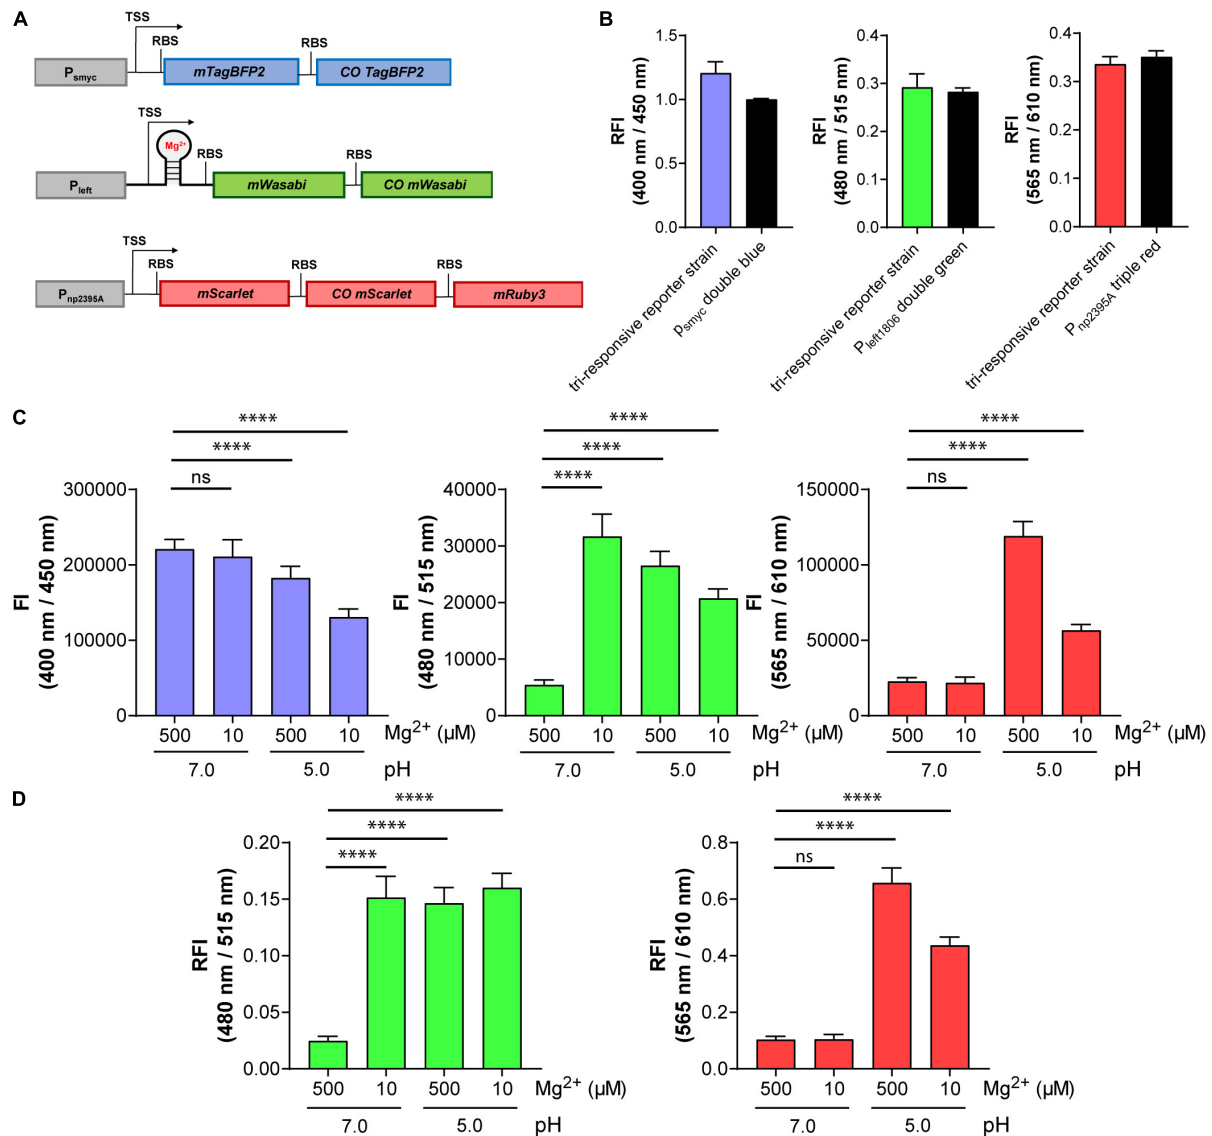 A
TSS
RBS
RBS
P smyc
mTagBFP2
CO TagBFP2
TSS
Mg2+
RBS
RBS
P left
mWasabi
CO mWasabi
TSS
RBS
RBS
RBS
P np2395A
mScarlet
CO mScarlet
mRuby3
B
RFI
(400 nm / 450 nm)
1.5
1.0
0.5
0.0
tri-responsive reporter strain
p smyc double blue
RFI
(480 nm / 515 nm)
0.4
0.3
0.2
0.1
0.0
tri-responsive reporter strain
P left1806 double green
RFI
(565 nm / 610 nm)
0.4
0.3
0.2
0.1
0.0
tri-responsive reporter strain
P np2395A triple red
C
****
****
ns
FI
(400 nm / 450 nm)
300000
200000
100000
0
500 10 500 10 Mg2+ (µM)
7.0 5.0 pH
****
****
****
FI
(480 nm / 515 nm)
40000
30000
20000
10000
0
500 10 500 10 Mg2+ (µM)
7.0 5.0 pH
****
****
ns
FI
(565 nm / 610 nm)
150000
100000
50000
0
500 10 500 10 Mg2+ (µM)
7.0 5.0 pH
D
****
****
****
RFI
(480 nm / 515 nm)
0.20
0.15
0.10
0.05
0.00
500 10 500 10 Mg2+ (µM)
7.0 5.0 pH
****
****
ns
RFI
(565 nm / 610 nm)
0.8
0.6
0.4
0.2
0.0
500 10 500 10 Mg2+ (µM)
7.0 5.0 pH